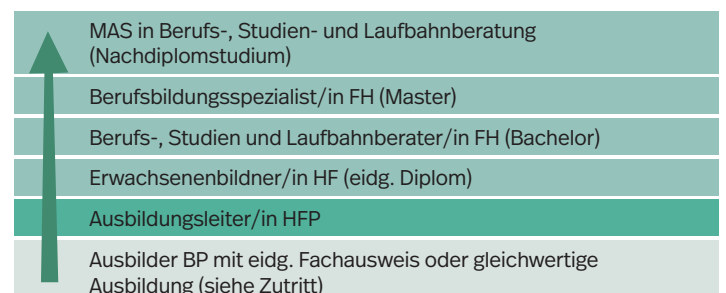 MAS in Berufs-, Studien- und Laufbahnberatung
(Nachdiplomstudium)
Berufsbildungsspezialist/in FH (Master)
Berufs-, Studien und Laufbahnberater/in FH (Bachelor)
Erwachsenenbildner/in HF (eidg. Diplom)
Ausbildungsleiter/in HFP
Ausbilder BP mit eidg. Fachausweis oder gleichwertige
Ausbildung (siehe Zutritt)